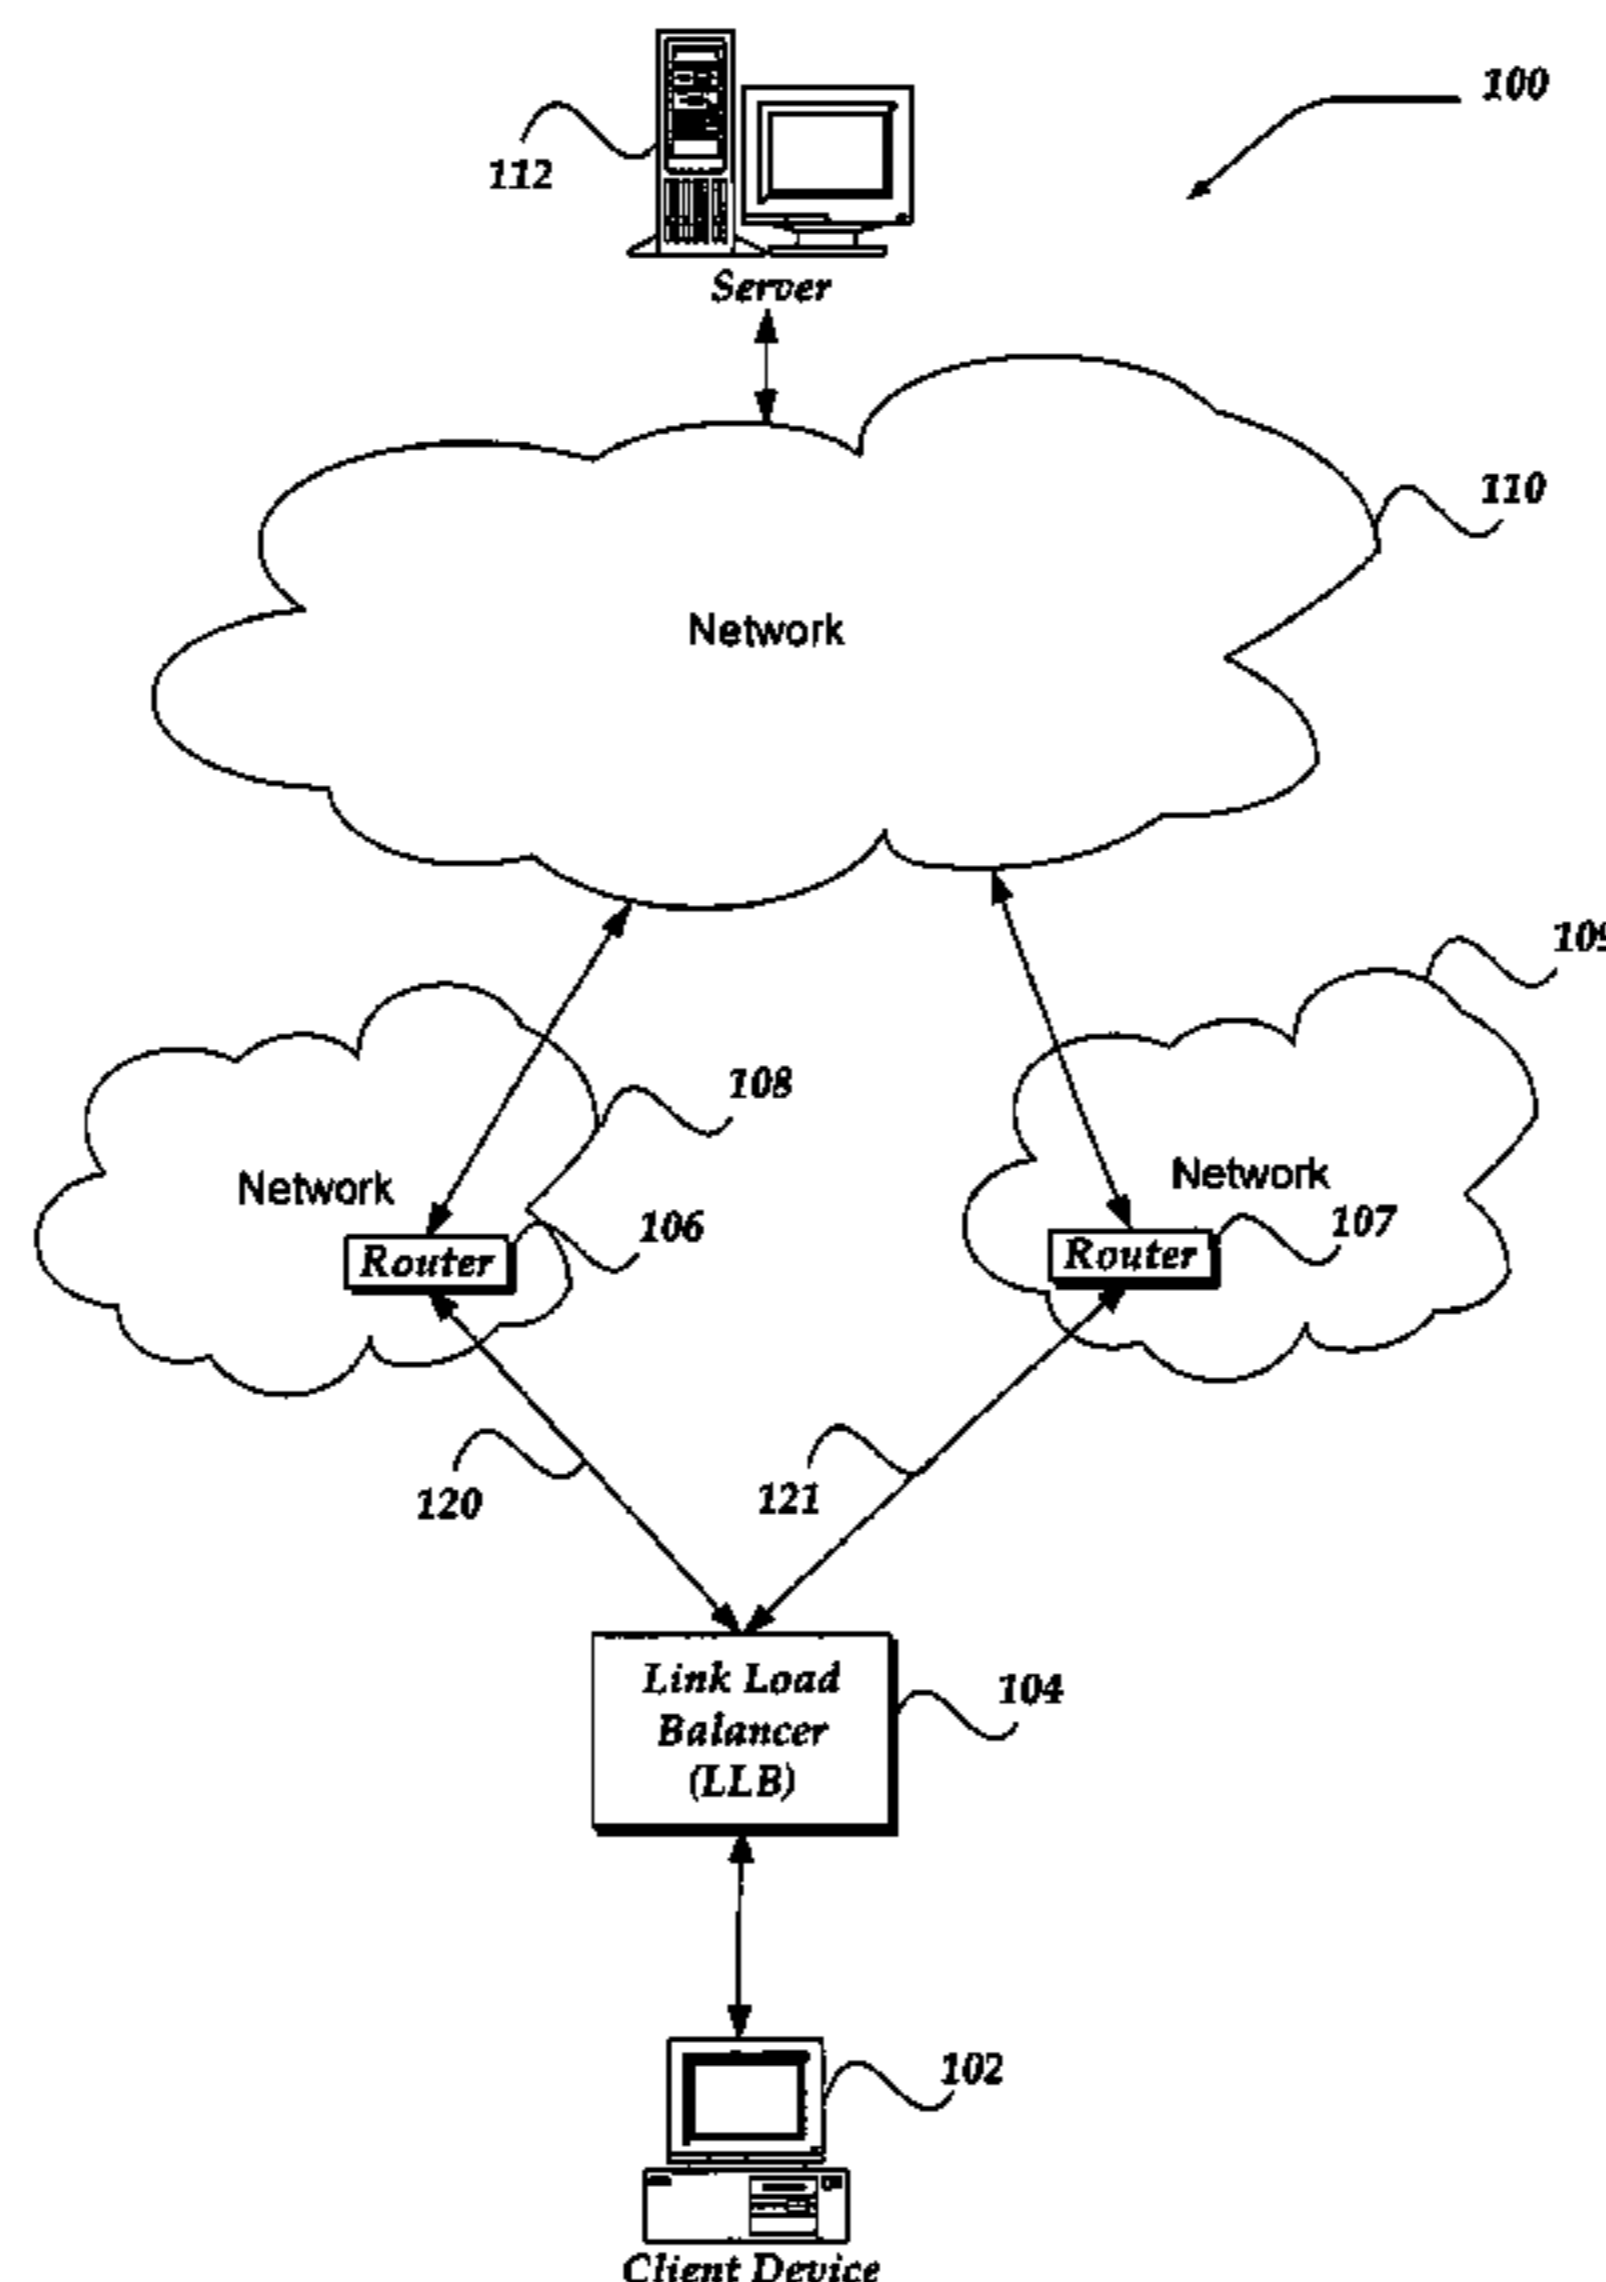 100
112
Server
110
Network
109
108
Network
Network
106
107
Router
Router
120
121
Link Load
Balancer
(LLB)
104
102
Client Device